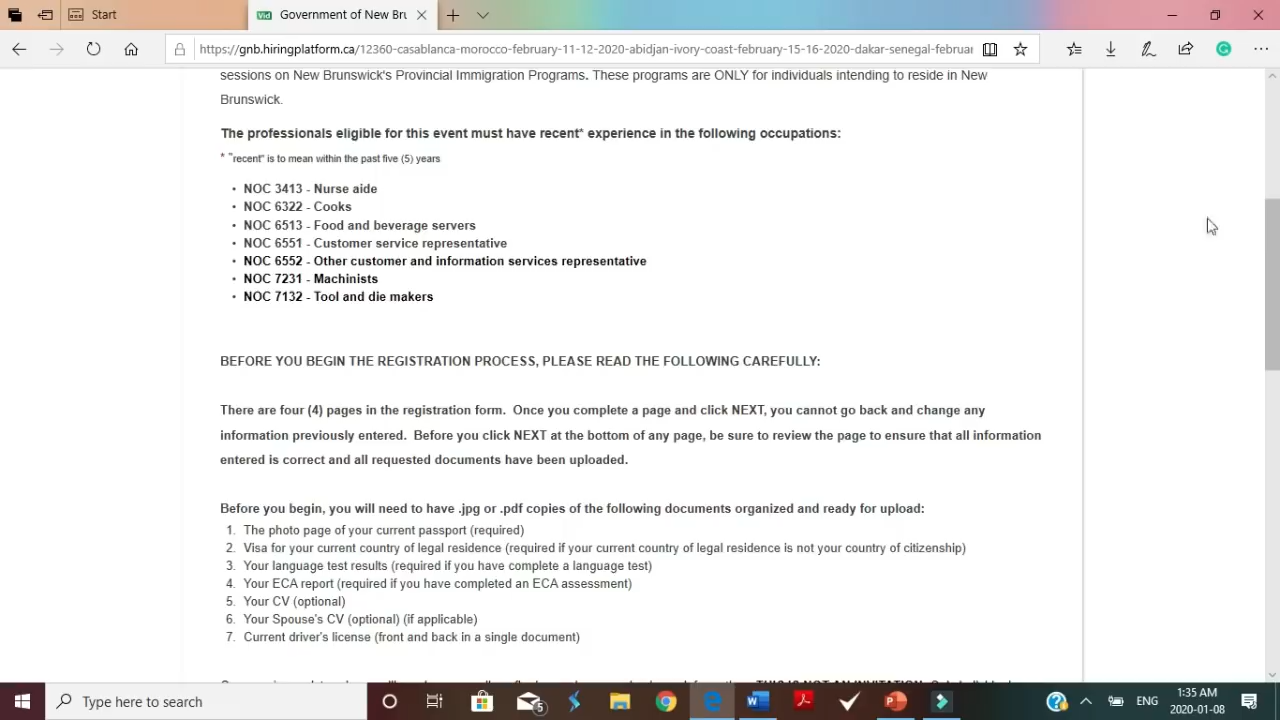 Start
Government of New Bru
https://gnb.hiringplatform.ca/12360-casablanca-morocco-february-11-12-2020-abidjan-ivory-coast-february-15-16-2020-dakar-senegal-februar
sessions on New Brunswick's Provincial Immigration Programs. These programs are ONLY for individuals intending to reside in New
Brunswick.
The professionals eligible for this event must have recent* experience in the following occupations:
* "recent" is to mean within the past five (5) years
• NOC 3413 - Nurse aide
• NOC 6322 - Cooks
• NOC 6513 - Food and beverage servers
• NOC 6551 - Customer service representative
• NOC 6552 - Other customer and information services representative
• NOC 7231 - Machinists
• NOC 7132 - Tool and die makers
BEFORE YOU BEGIN THE REGISTRATION PROCESS, PLEASE READ THE FOLLOWING CAREFULLY:
There are four (4) pages in the registration form. Once you complete a page and click NEXT, you cannot go back and change any
information previously entered. Before you click NEXT at the bottom of any page, be sure to review the page to ensure that all information
entered is correct and all requested documents have been uploaded.
Before you begin, you will need to have .jpg or .pdf copies of the following documents organized and ready for upload:
1. The photo page of your current passport (required)
2. Visa for your current country of legal residence (required if your current country of legal residence is not your country of citizenship)
3. Your language test results (required if you have complete a language test)
4. Your ECA report (required if you have completed an ECA assessment)
5. Your CV (optional)
6. Your Spouse's CV (optional) (if applicable)
7. Current driver's license (front and back in a single document)
THIS IS NOT AN INVITATION
Type here to search
5
ENG
1:35 AM
2020-01-08